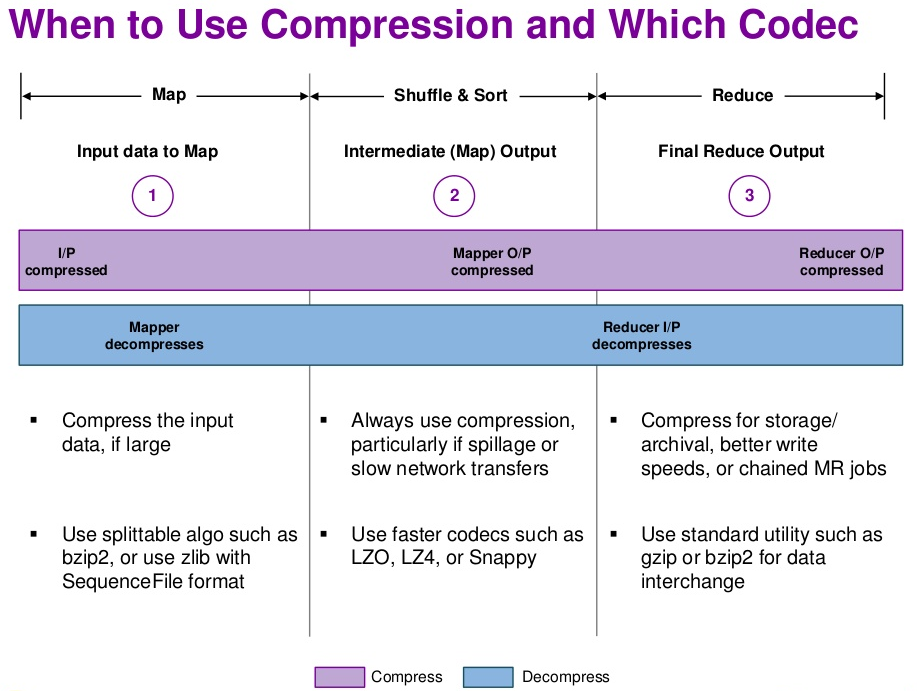 When to Use Compression and Which Codec
Map
Shuffle & Sort
Reduce
Input data to Map
Intermediate (Map) Output
Final Reduce Output
1
2
3
I/P
compressed
Mapper O/P
compressed
Reducer O/P
compressed
Mapper
decompresses
Reducer I/P
decompresses
▪ Compress the input
data, if large
▪ Use splittable algo such as
bzip2, or use zlib with
SequenceFile format
▪ Always use compression,
particularly if spillage or
slow network transfers
▪ Use faster codecs such as
LZO, LZ4, or Snappy
▪ Compress for storage/
archival, better write
speeds, or chained MR jobs
▪ Use standard utility such as
gzip or bzip2 for data
interchange
Compress
Decompress